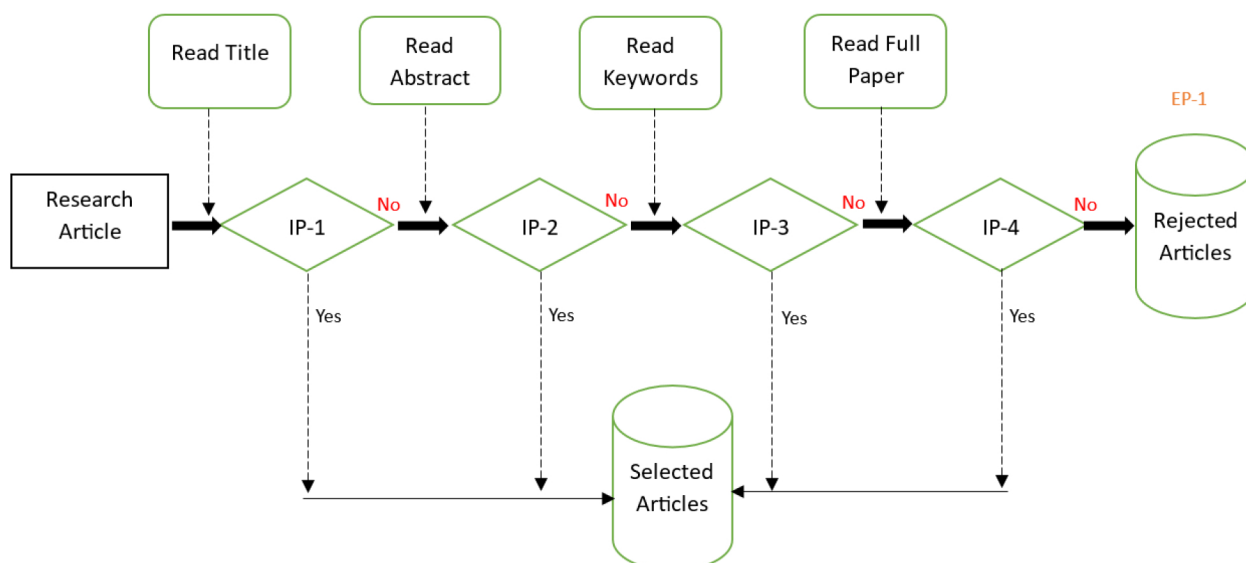 Read Title
Read
Abstract
Read
Keywords
Read Full
Paper
EP-1
Research
Article
IP-1
No
IP-2
No
IP-3
No
IP-4
No
Rejected
Articles
Yes
Yes
Yes
Yes
Selected
Articles